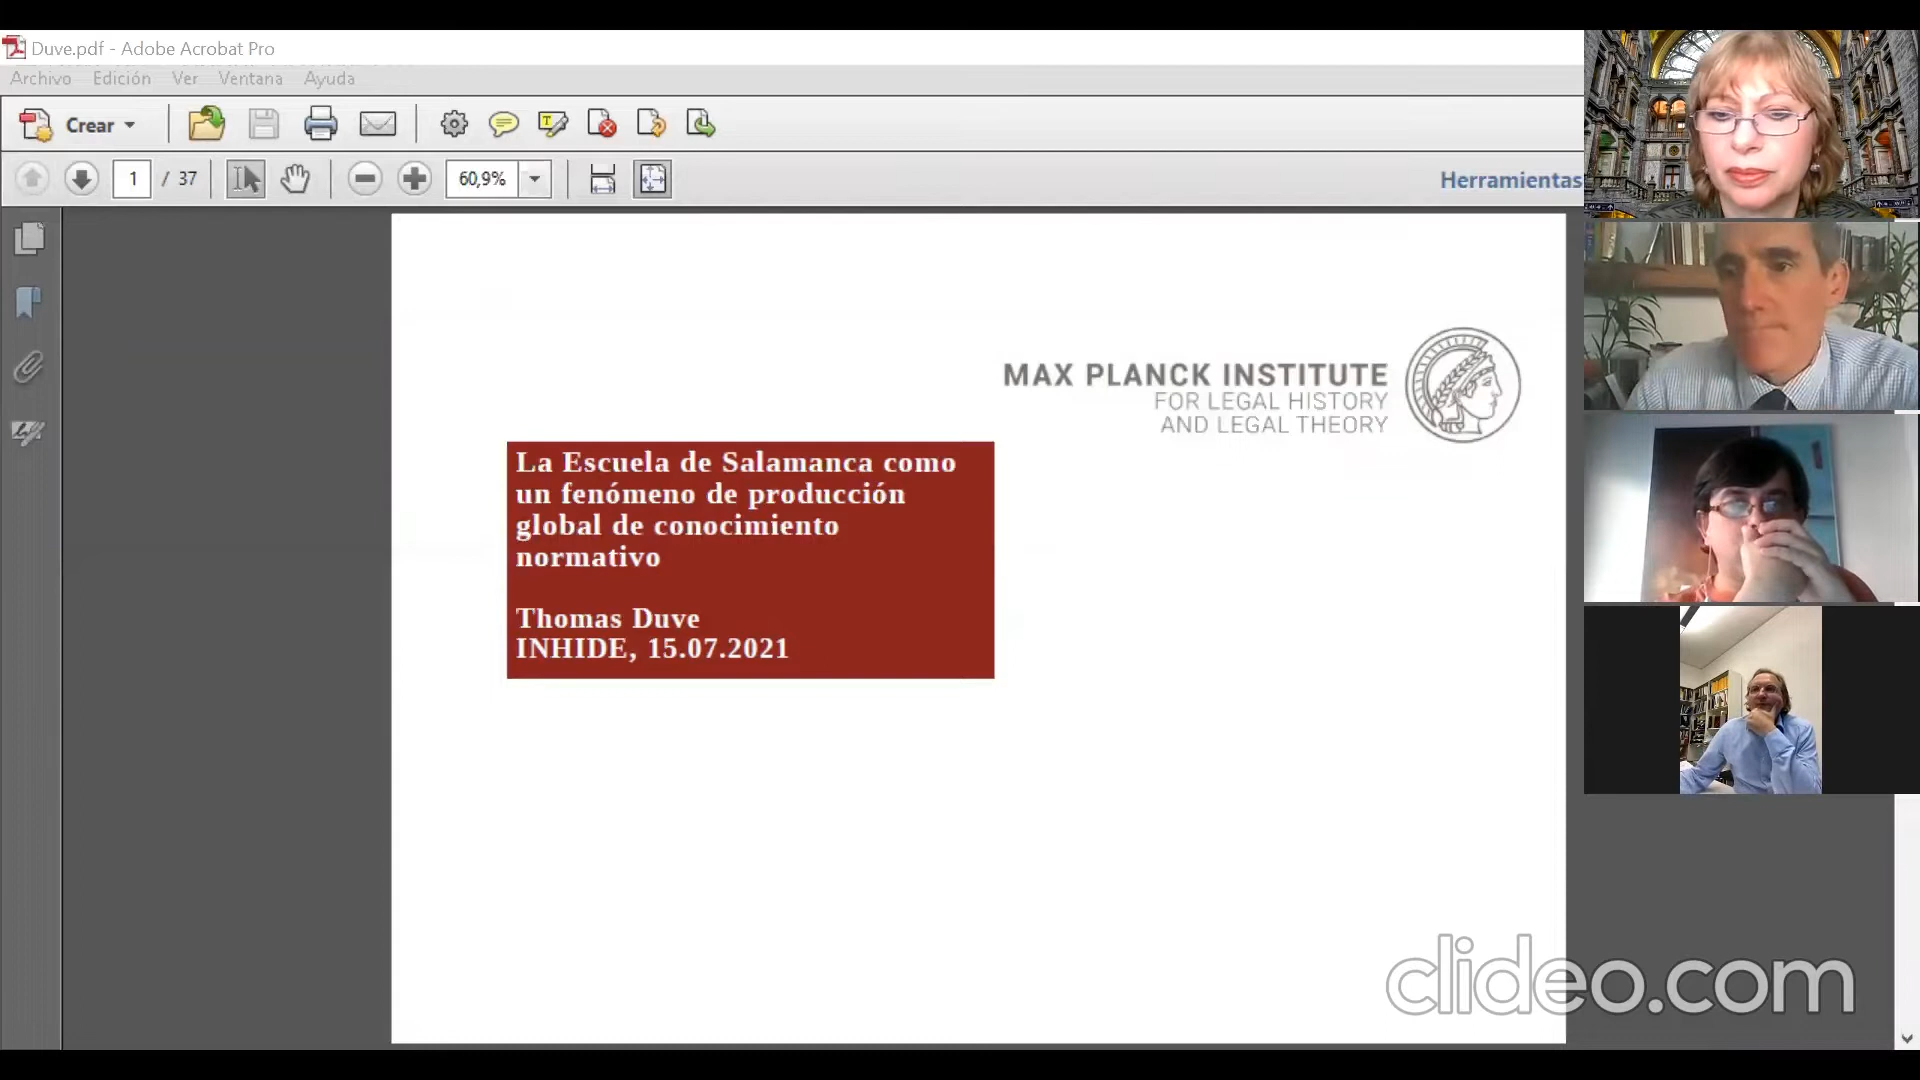 Duve.pdf - Adobe Acrobat Pro
Archivo Edición Ver Ventana Ayuda
Crear
1 / 37 60,9%
Herramientas
MAX PLANCK INSTITUTE
FOR LEGAL HISTORY
AND LEGAL THEORY
La Escuela de Salamanca como
un fenómeno de producción
global de conocimiento
normativo
Thomas Duve
INHIDE, 15.07.2021
clideo.com